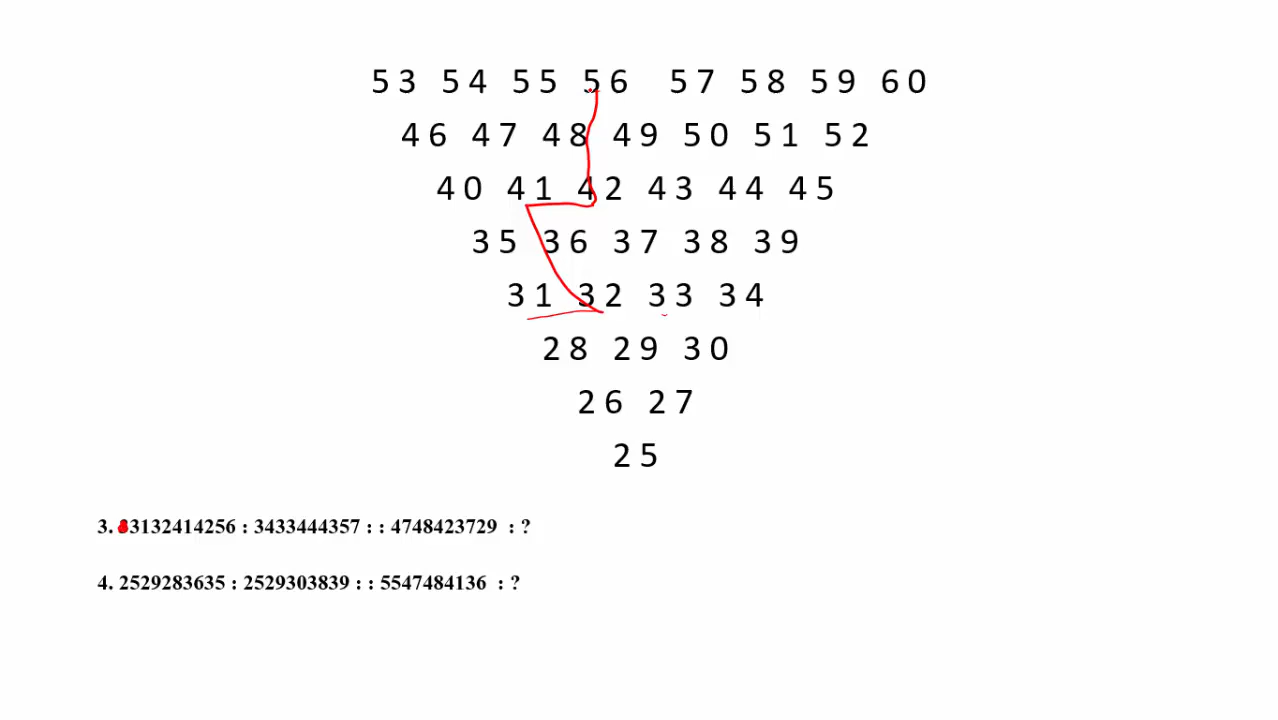 53 54 55 56 57 58 59 60
46 47 48 49 50 51 52
40 41 42 43 44 45
35 36 37 38 39
31 32 33 34
28 29 30
26 27
25
3. 3132414256 : 3433444357 : : 4748423729 : ?
4. 2529283635 : 2529303839 : : 5547484136 : ?